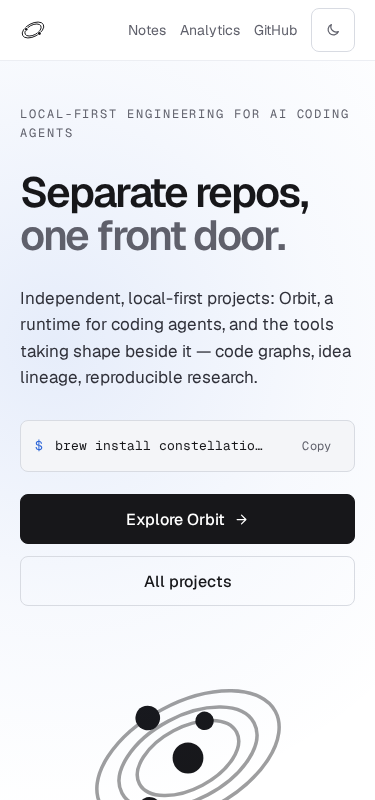 Notes Analytics GitHub
LOCAL-FIRST ENGINEERING FOR AI CODING
AGENTS
Separate repos,
one front door.
Independent, local-first projects: Orbit, a
runtime for coding agents, and the tools
taking shape beside it — code graphs, idea
lineage, reproducible research.
$ brew install constellatio… Copy
Explore Orbit →
All projects